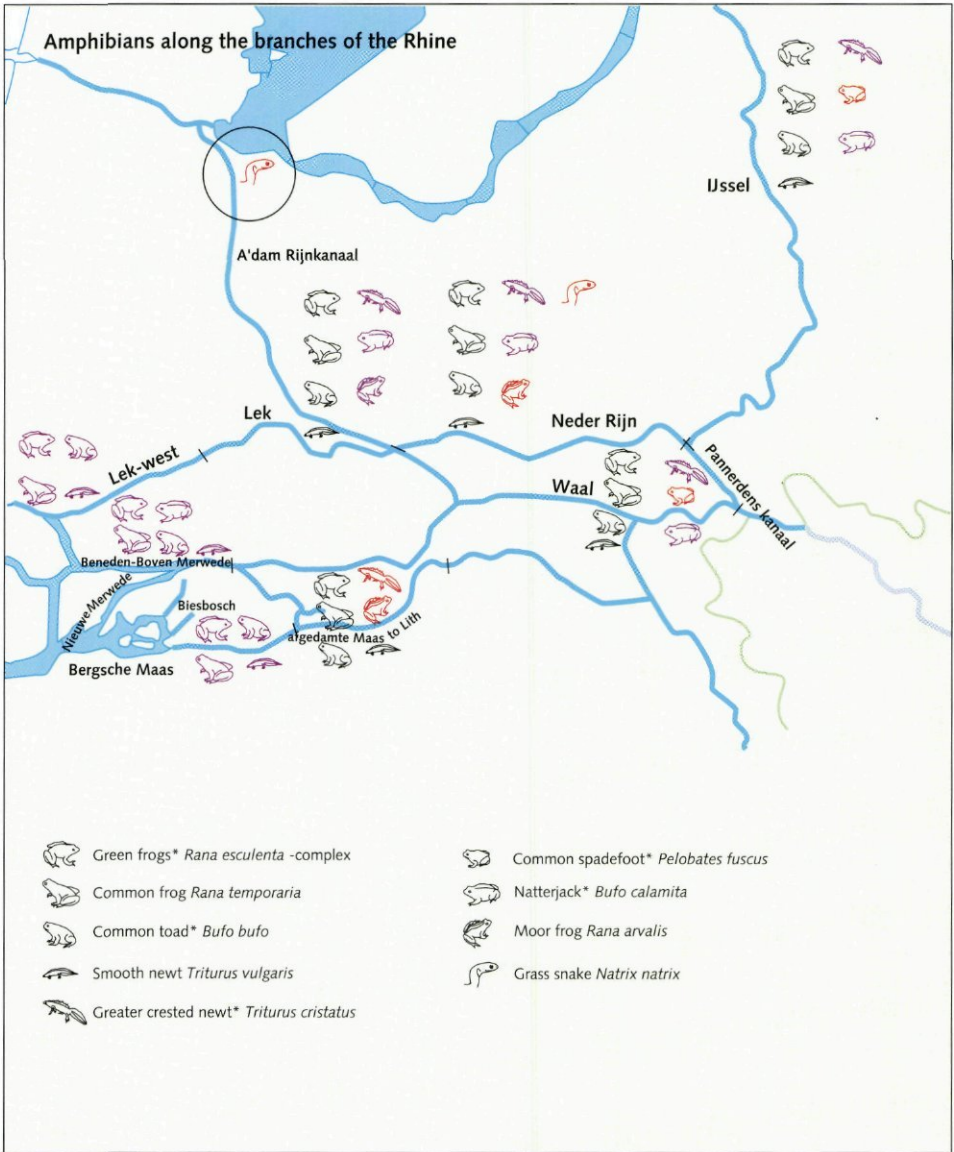 Amphibians along the branches of the Rhine
IJssel
A'dam Rijnkanaal
Lek
Neder Rijn
Lek-west
Waal
Pannerdens kanaal
Beneden-Boven Merwede
Nieuwe Merwede
Biesbosch
afgedamte Maas to Lith
Bergsche Maas
Green frogs* Rana esculenta -complex
Common frog Rana temporaria
Common toad* Bufo bufo
Smooth newt Triturus vulgaris
Greater crested newt* Triturus cristatus
Common spadefoot* Pelobates fuscus
Natterjack* Bufo calamita
Moor frog Rana arvalis
Grass snake Natrix natrix